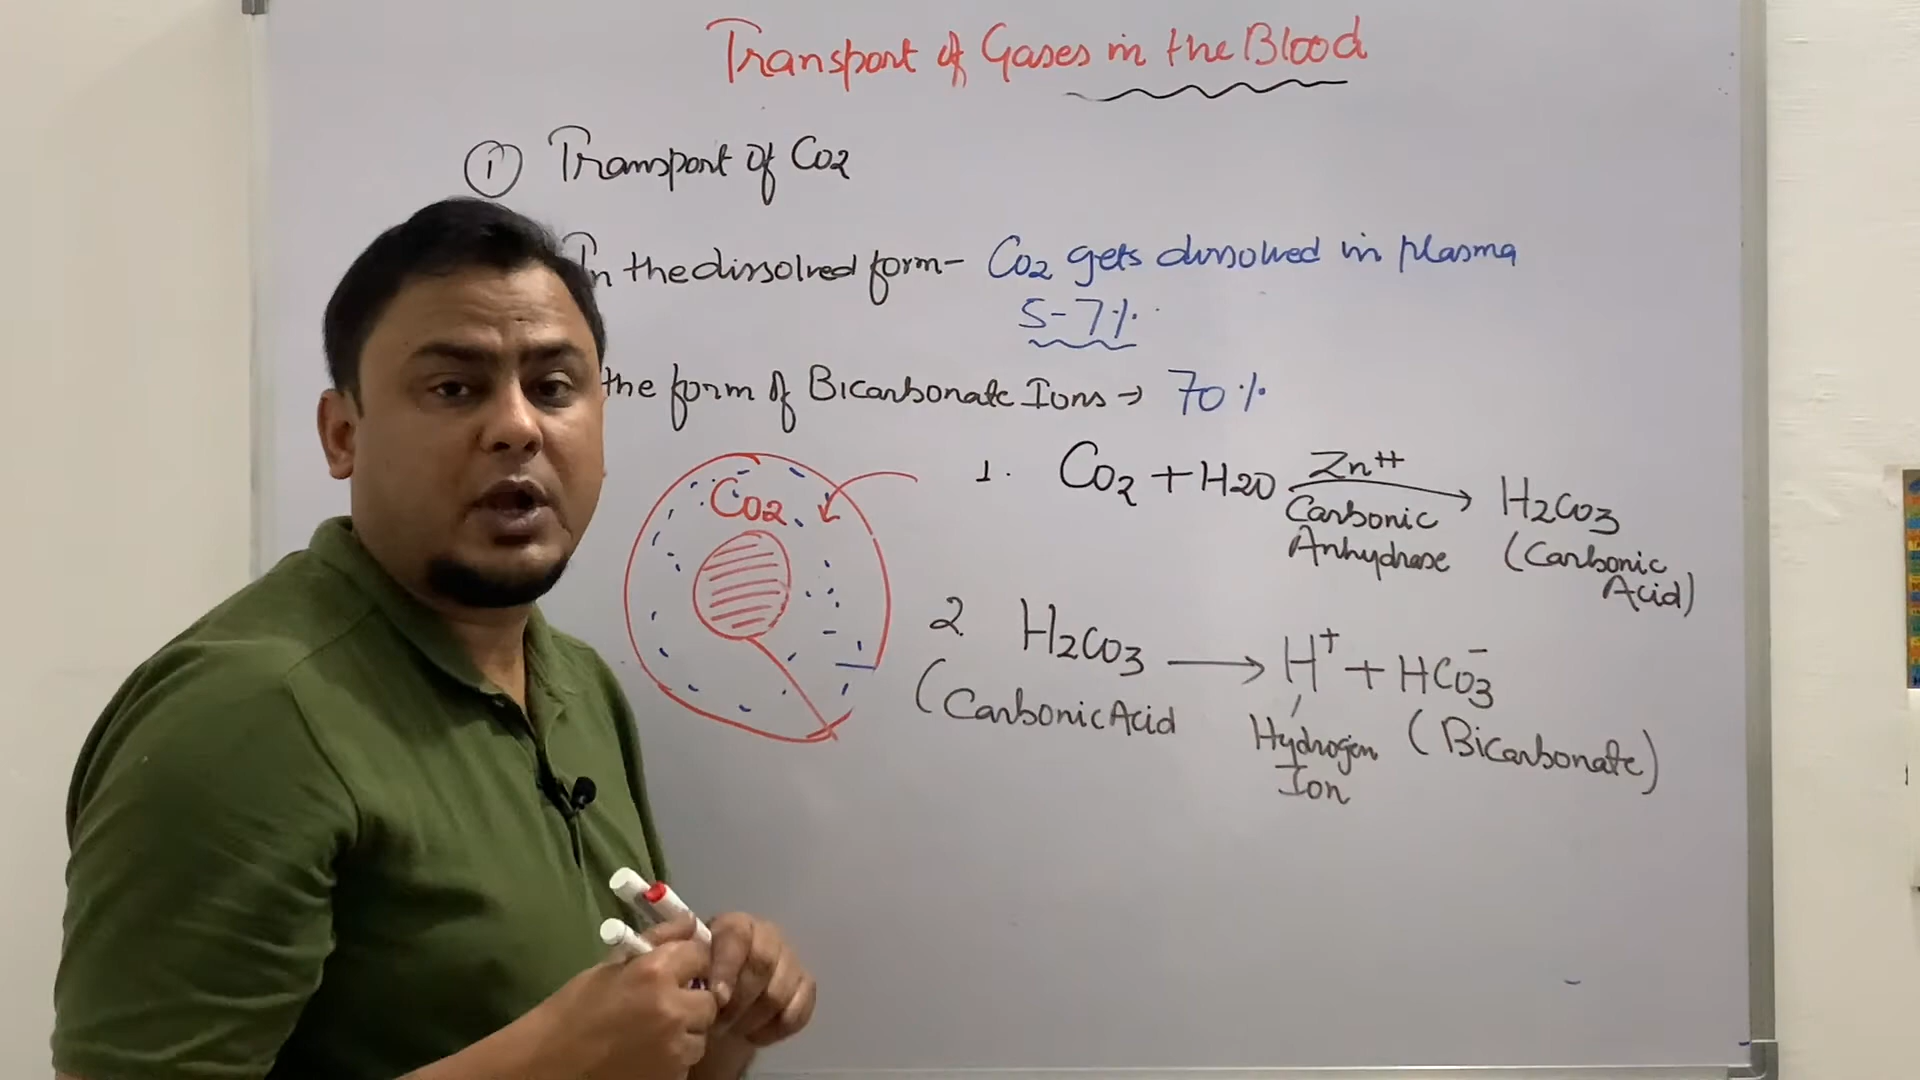 Transport of Gases in the Blood
1 Transport of Co2
In the dissolved form - Co2 gets dissolved in plasma
5-7%
the form of Bicarbonate Ions → 70%
Co2
1. Co2 + H2O Zn++ → H2Co3
Carbonic Anhydrase
(Carbonic Acid)
2. H2Co3 → H+ + HCo3-
(Carbonic Acid
Hydrogen Ion
(Bicarbonate)